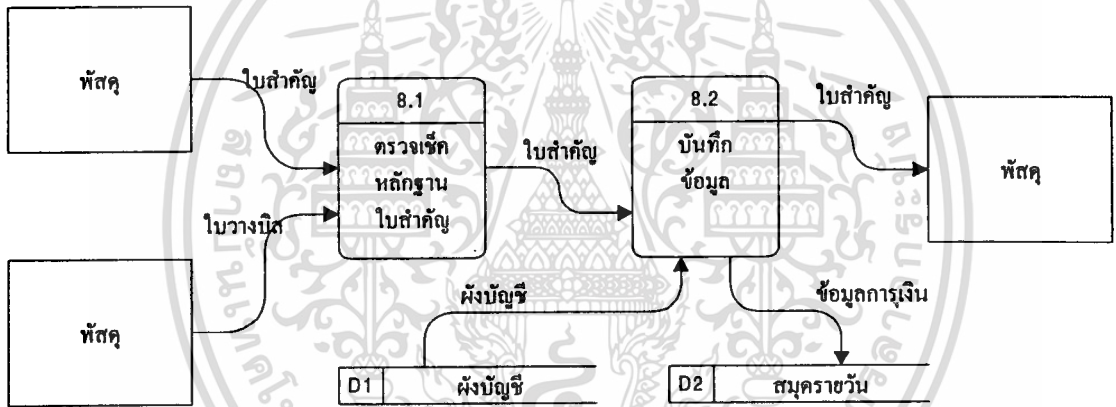 พัสดุ
ใบสำคัญ
8.1
ตรวจเช็ค
หลักฐาน
ใบสำคัญ
ใบสำคัญ
8.2
บันทึก
ข้อมูล
ใบสำคัญ
พัสดุ
ใบวางบิล
พัสดุ
ผังบัญชี
ข้อมูลการเงิน
D1 ผังบัญชี
D2 สมุดรายวัน